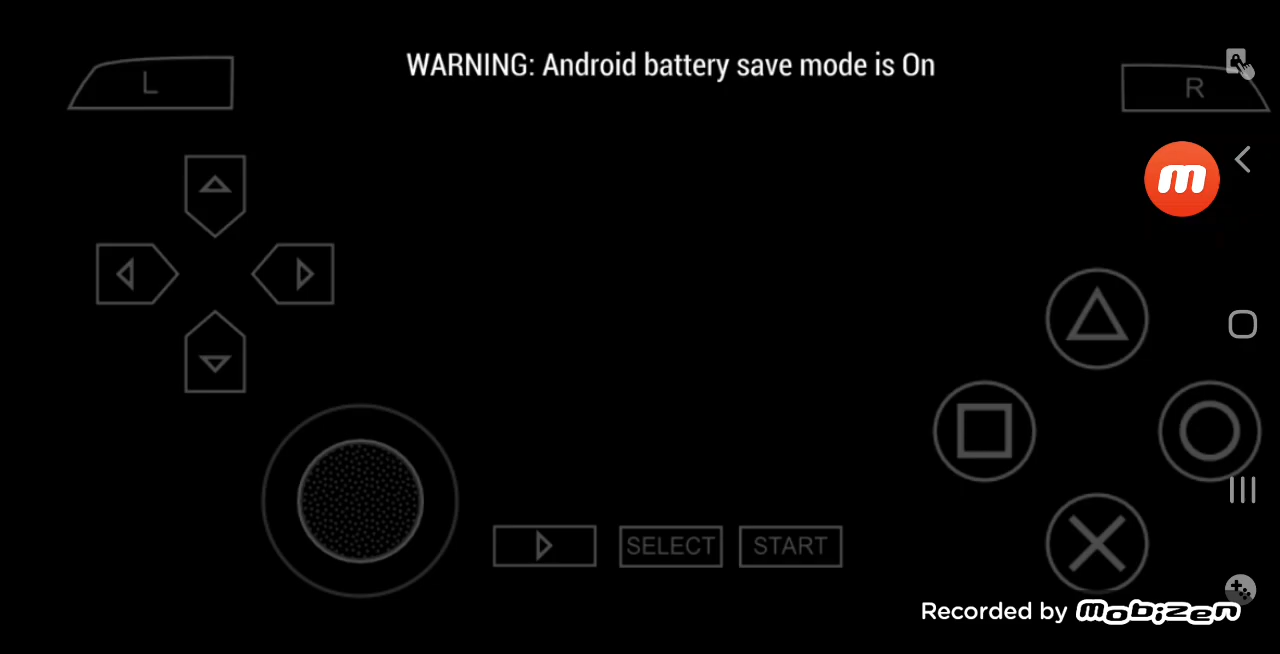 WARNING: Android battery save mode is On
L
R
m
SELECT
START
Recorded by mobizen